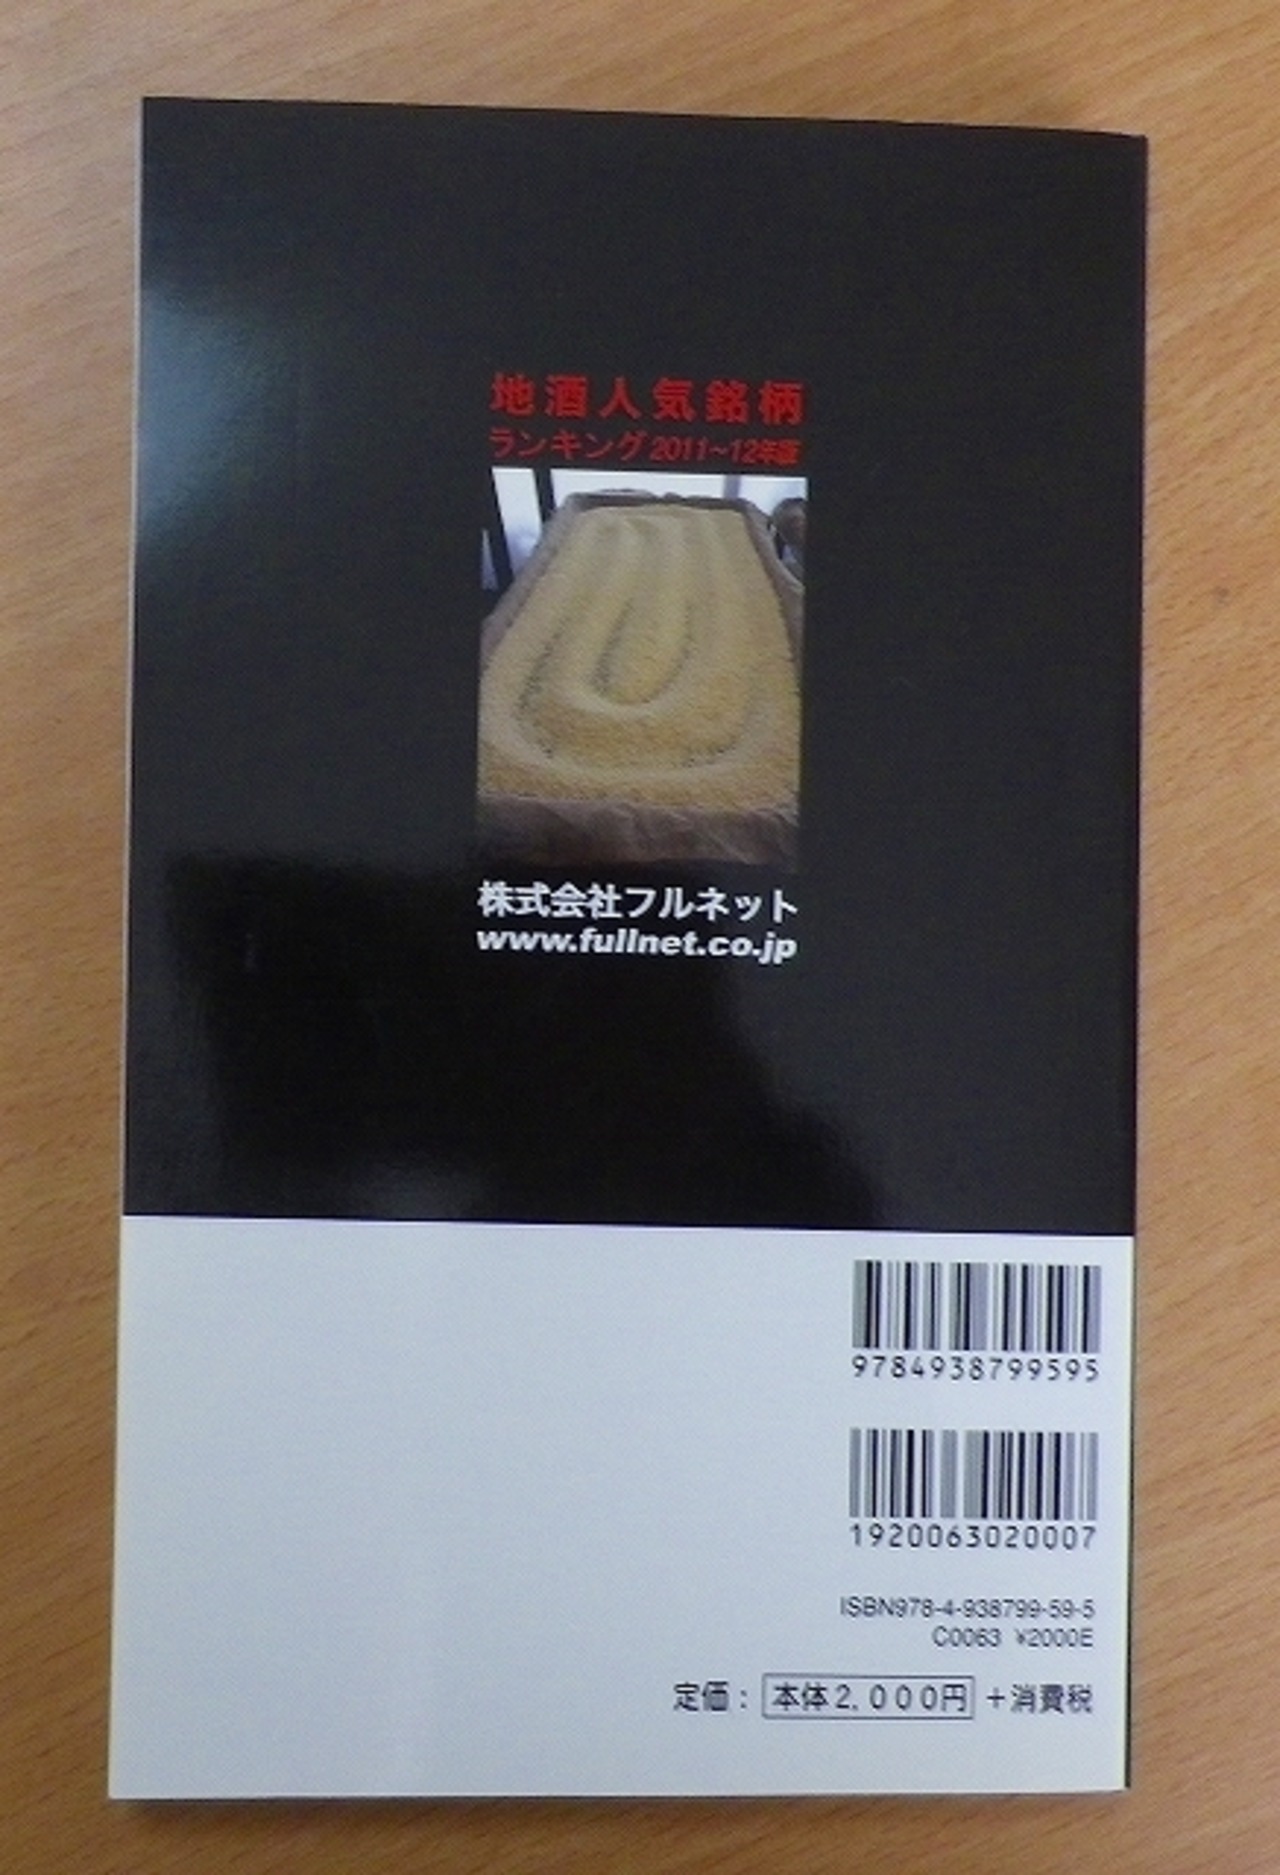 地酒人気銘柄
ランキング2011~12年版
株式会社フルネット
www.fullnet.co.jp
9784938799595
1920063020007
ISBN978-4-938799-59-5
C0063 ¥2000E
定価：本体2,000円+消費税